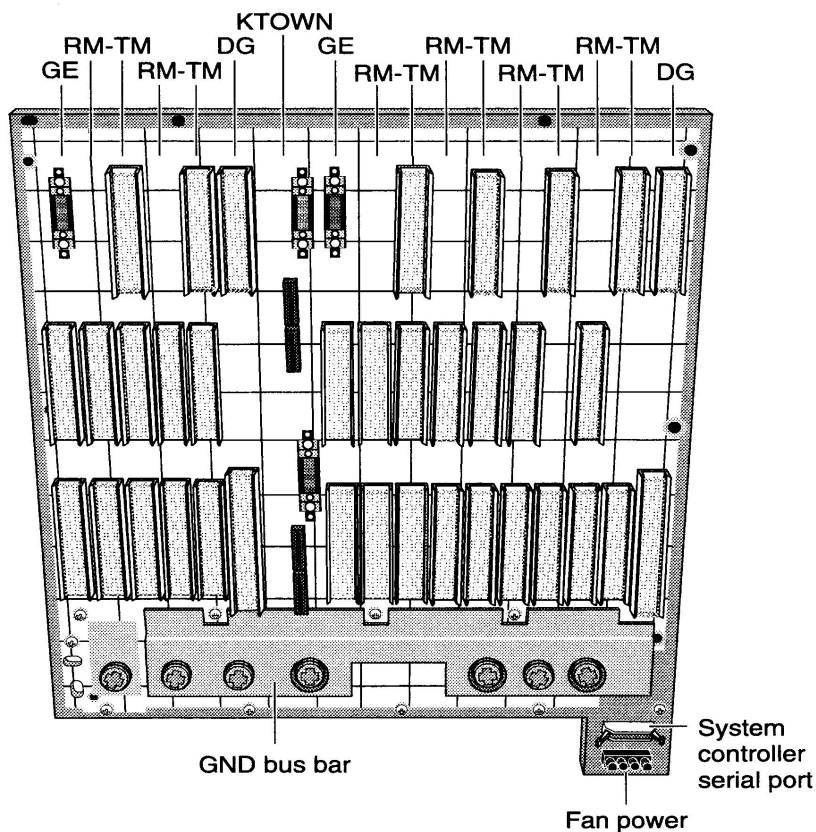 KTOWN
RM-TM DG GE RM-TM RM-TM
GE RM-TM RM-TM RM-TM DG
GND bus bar
System
controller
serial port
Fan power